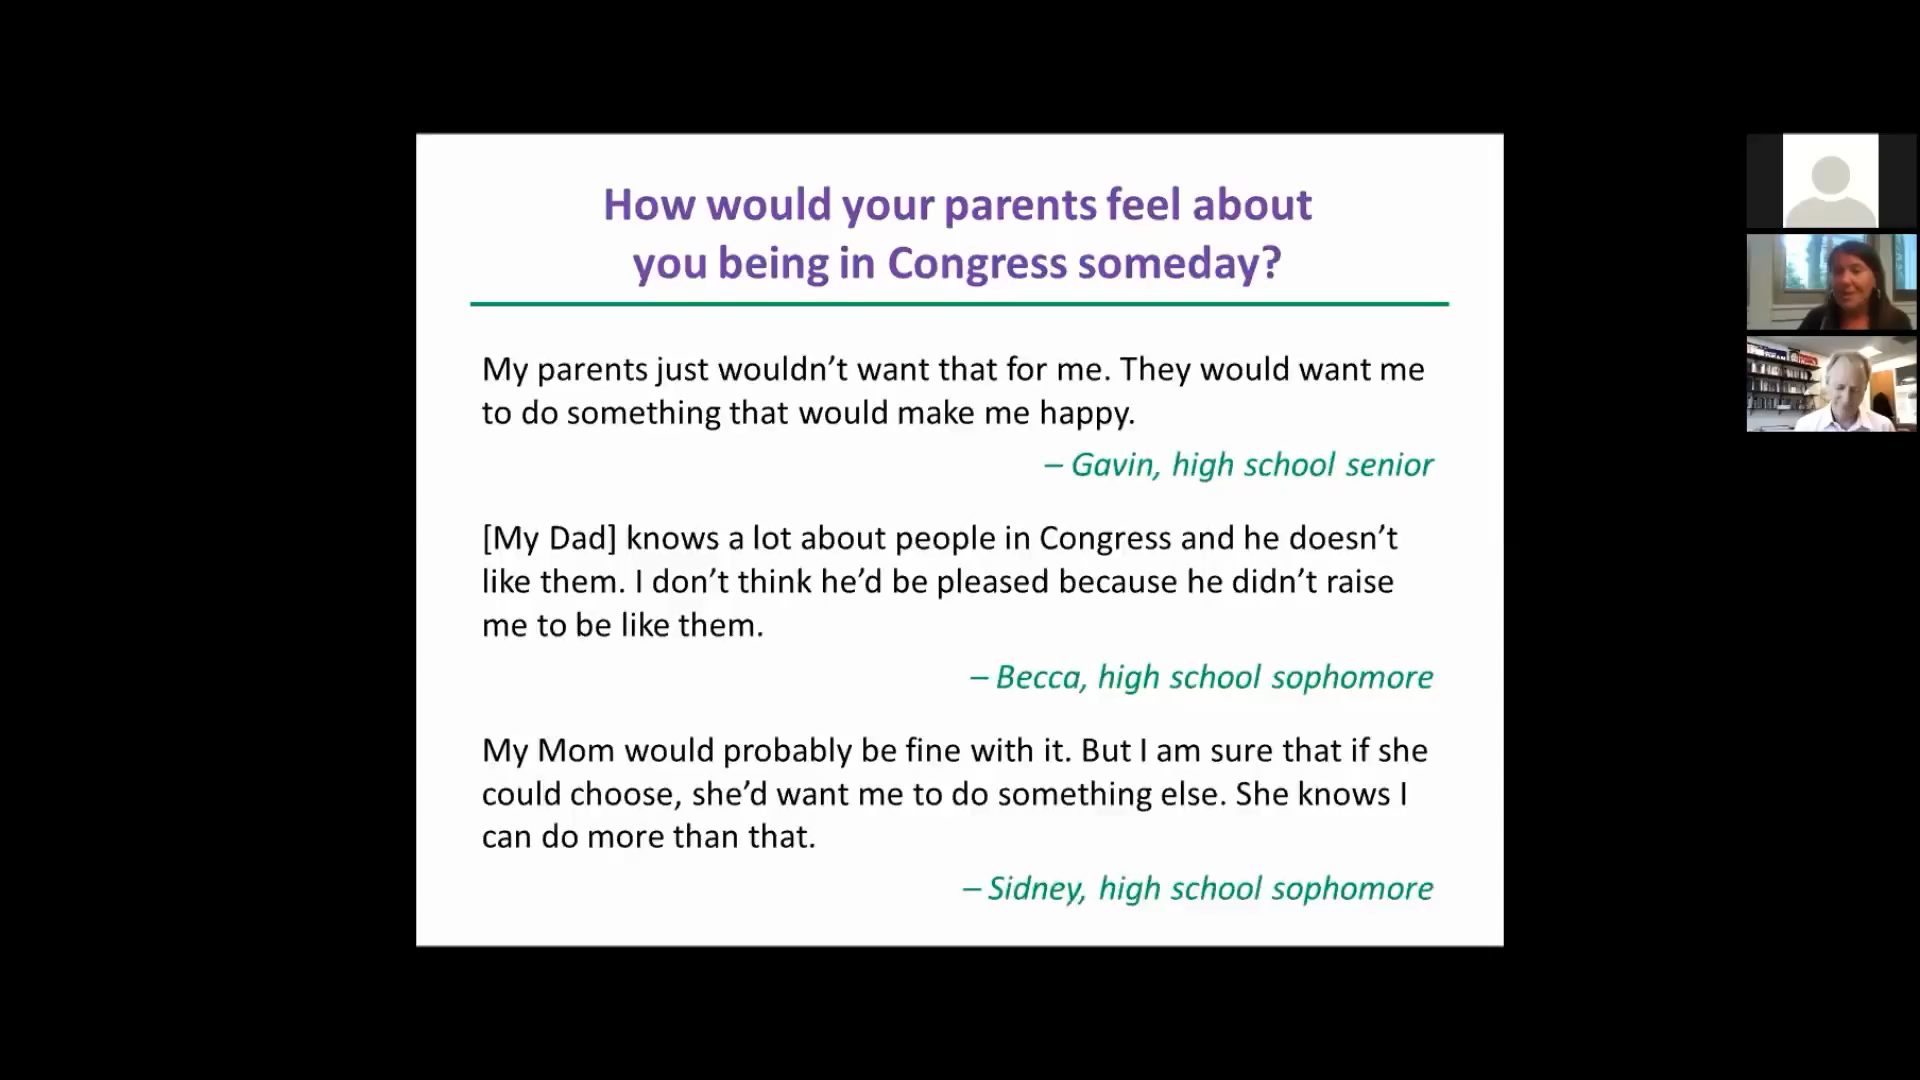 How would your parents feel about
you being in Congress someday?
My parents just wouldn’t want that for me. They would want me
to do something that would make me happy.
– Gavin, high school senior
[My Dad] knows a lot about people in Congress and he doesn’t
like them. I don’t think he’d be pleased because he didn’t raise
me to be like them.
– Becca, high school sophomore
My Mom would probably be fine with it. But I am sure that if she
could choose, she’d want me to do something else. She knows I
can do more than that.
– Sidney, high school sophomore